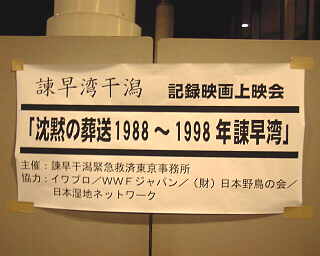 諫早湾干潟　記録映画上映会
「沈黙の葬送1988～1998年諫早湾」
主催：諫早干潟緊急救済東京事務所
協力：イワプロ／WWFジャパン／（財）日本野鳥の会／
日本湿地ネットワーク